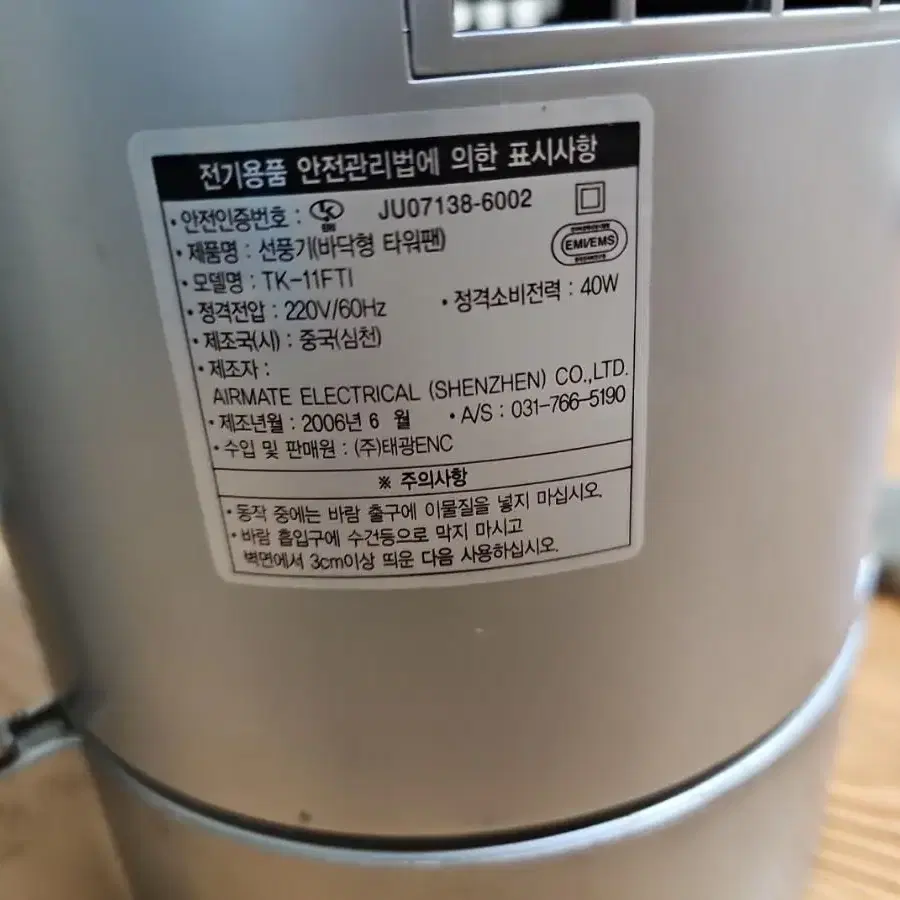 전기용품 안전관리법에 의한 표시사항
• 안전인증번호 : JU07138-6002
• 제품명 : 선풍기(바닥형 타워팬)
EMI/EMS
• 모델명 : TK-11FTI
• 정격전압 : 220V/60Hz • 정격소비전력 : 40W
• 제조국(시) : 중국(심천)
• 제조자 :
AIRMATE ELECTRICAL (SHENZHEN) CO.,LTD.
• 제조년월 : 2006년 6 월 • A/S : 031-766-5190
• 수입 및 판매원 : (주)태광ENC
※ 주의사항
• 동작 중에는 바람 출구에 이물질을 넣지 마십시오.
• 바람 흡입구에 수건등으로 막지 마시고
벽면에서 3cm이상 띄운 다음 사용하십시오.